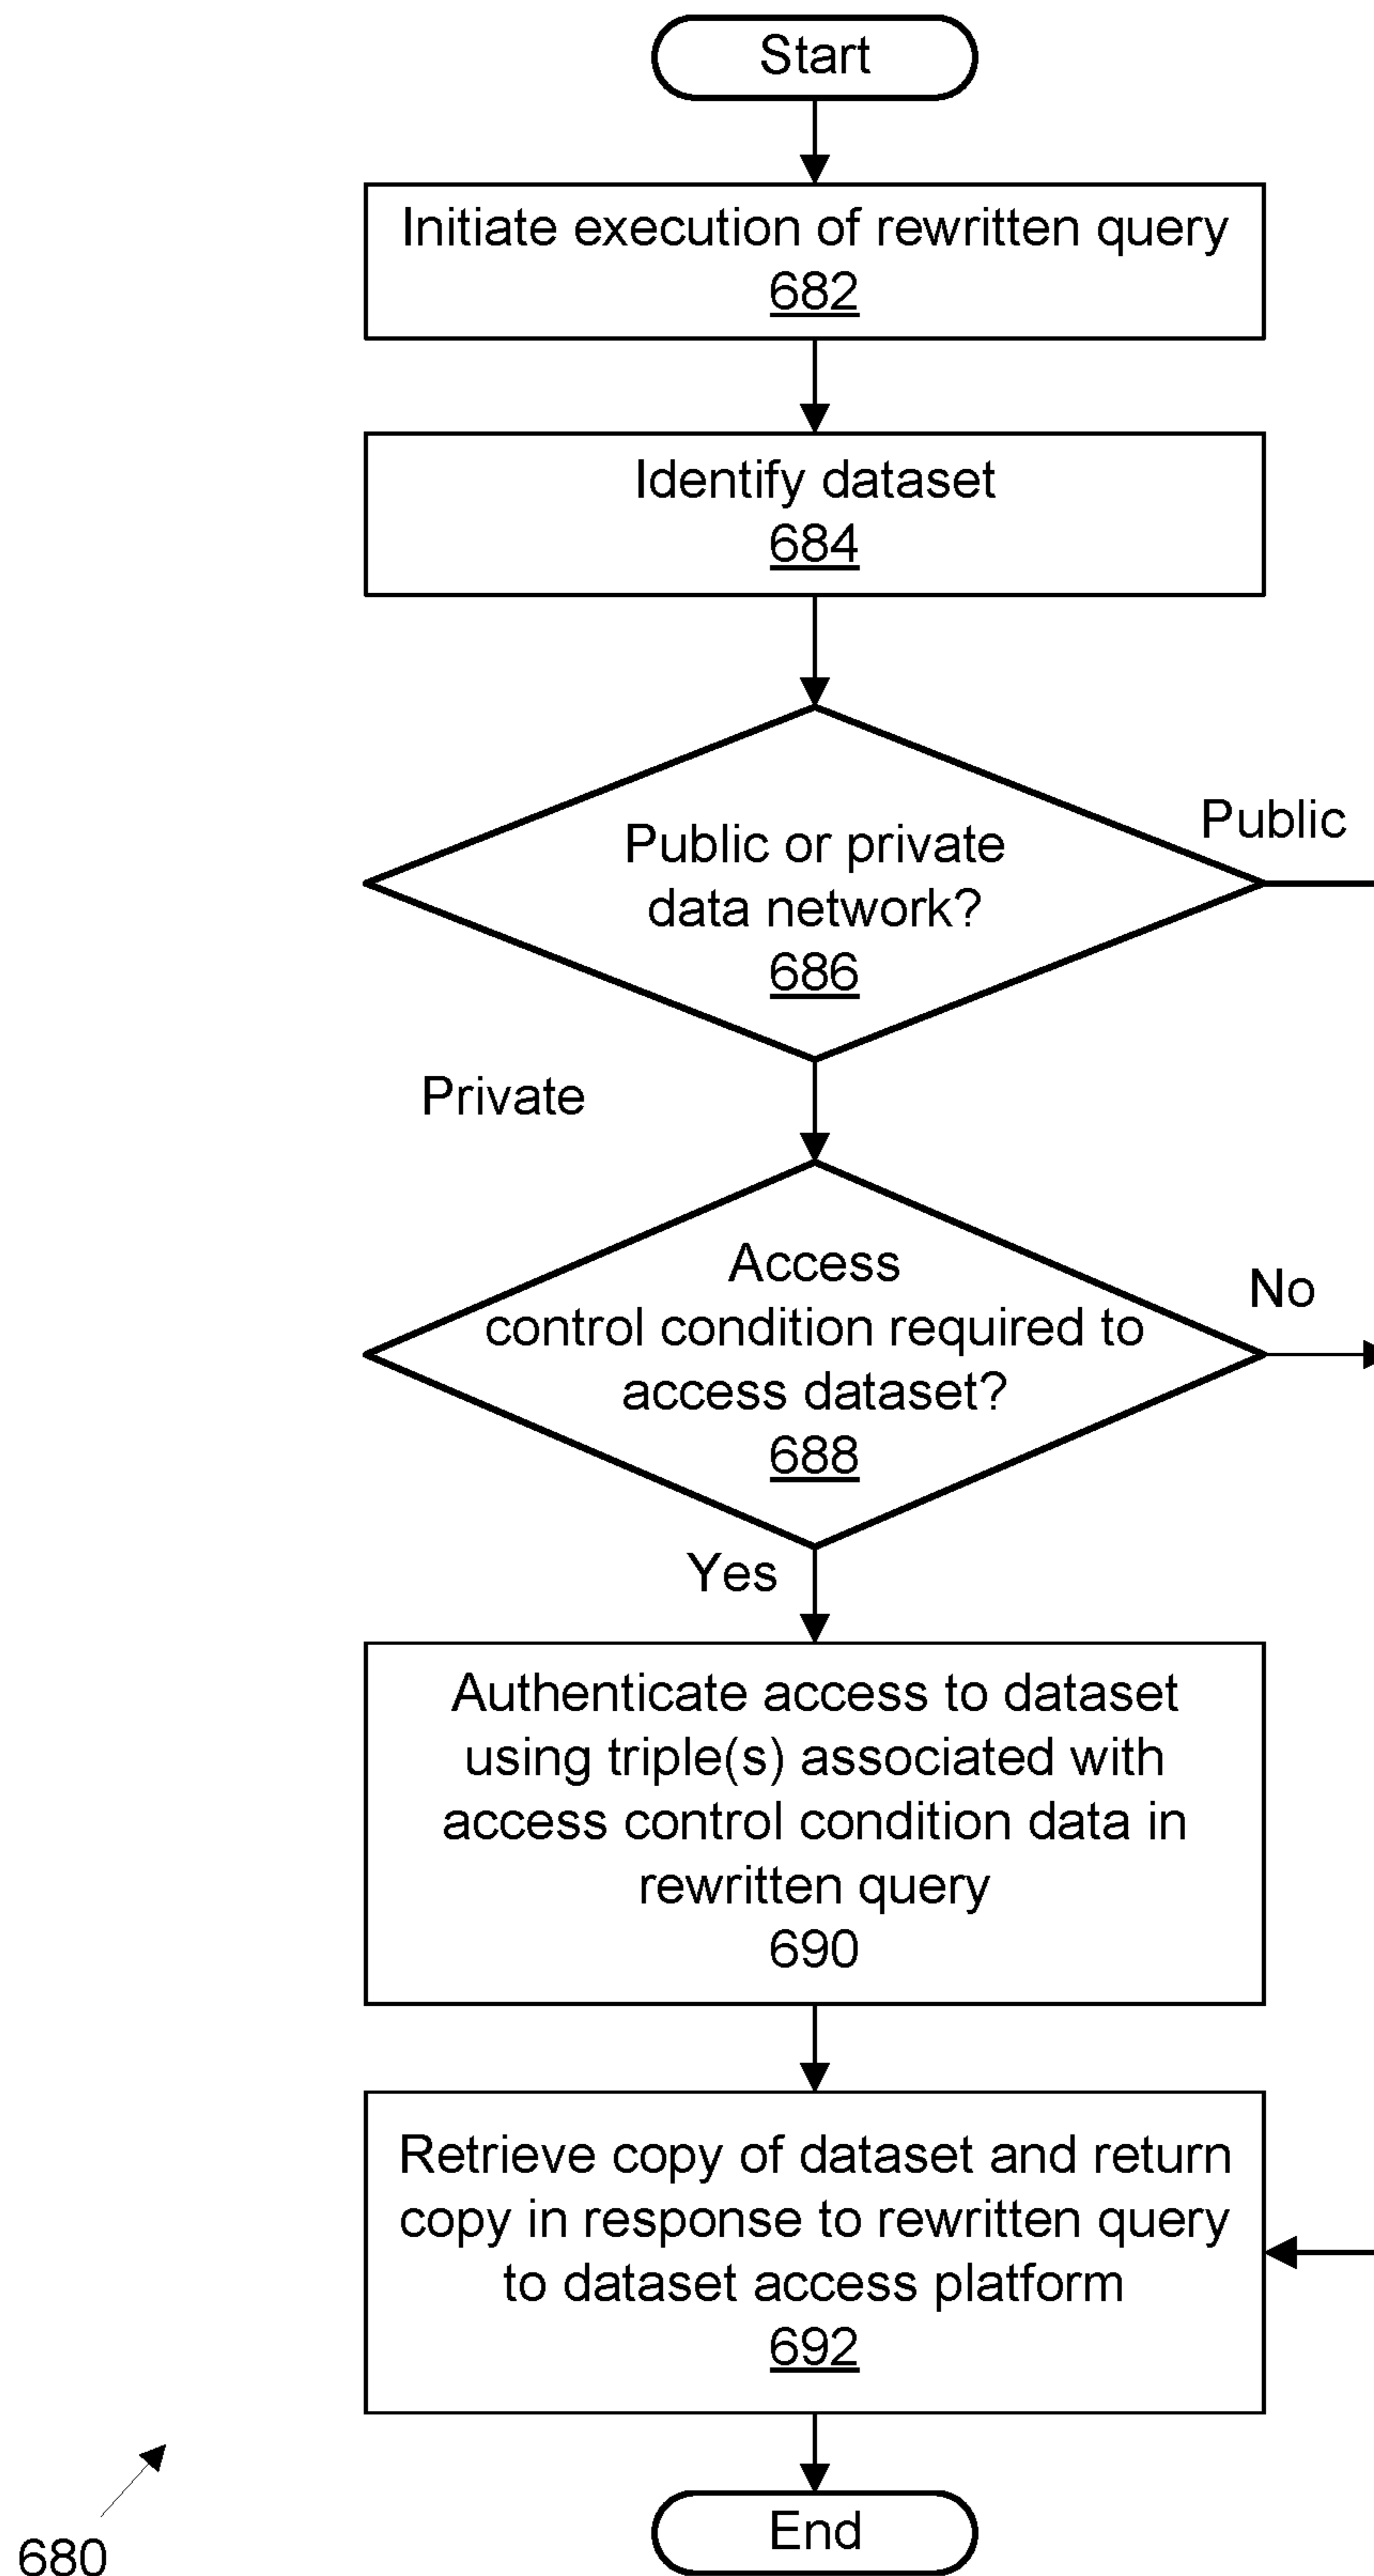 Start
Initiate execution of rewritten query
682
Identify dataset
684
Public or private
data network?
686
Public
Private
Access
control condition required to
access dataset?
688
No
Yes
Authenticate access to dataset
using triple(s) associated with
access control condition data in
rewritten query
690
Retrieve copy of dataset and return
copy in response to rewritten query
to dataset access platform
692
End
680